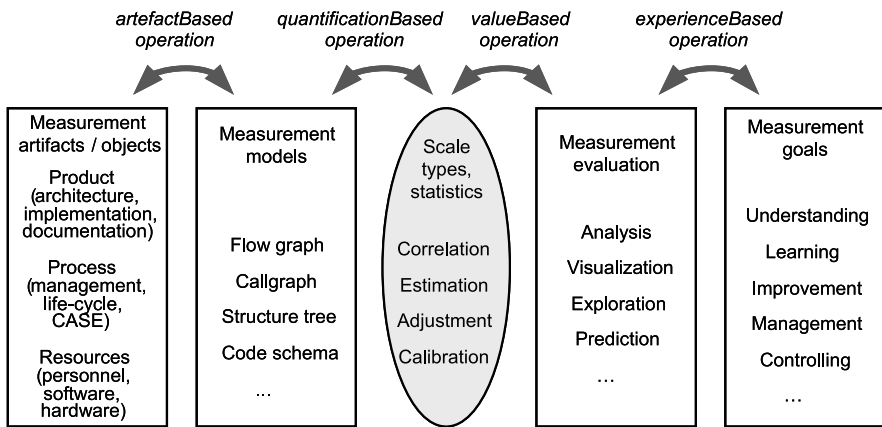 artefactBased
operation
quantificationBased
operation
valueBased
operation
experienceBased
operation
Measurement
artifacts / objects
Product
(architecture,
implementation,
documentation)
Process
(management,
life-cycle,
CASE)
Resources
(personnel,
software,
hardware)
Measurement
models
Flow graph
Callgraph
Structure tree
Code schema
...
Scale
types,
statistics
Correlation
Estimation
Adjustment
Calibration
Measurement
evaluation
Analysis
Visualization
Exploration
Prediction
...
Measurement
goals
Understanding
Learning
Improvement
Management
Controlling
...